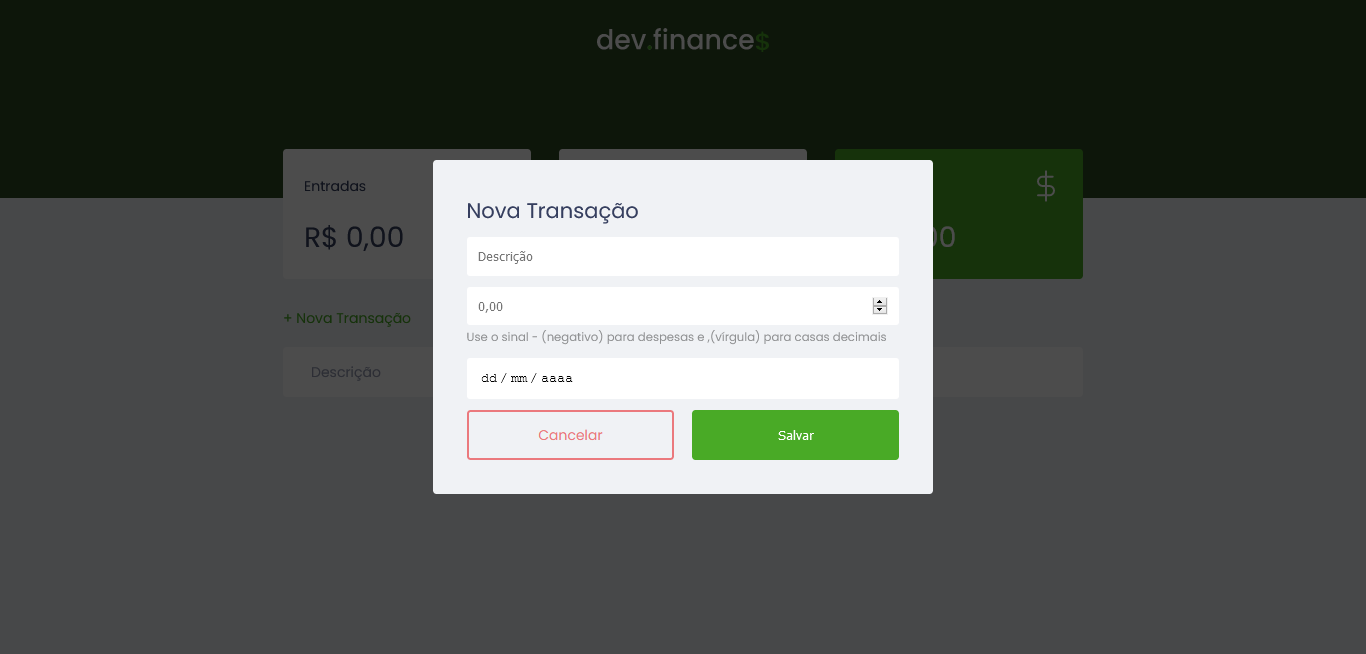 dev.finance$
Entradas
$
R$ 0,00
00
+ Nova Transação
Descrição
Nova Transação
Descrição
0,00
Use o sinal - (negativo) para despesas e ,(vírgula) para casas decimais
dd / mm / aaaa
Cancelar
Salvar